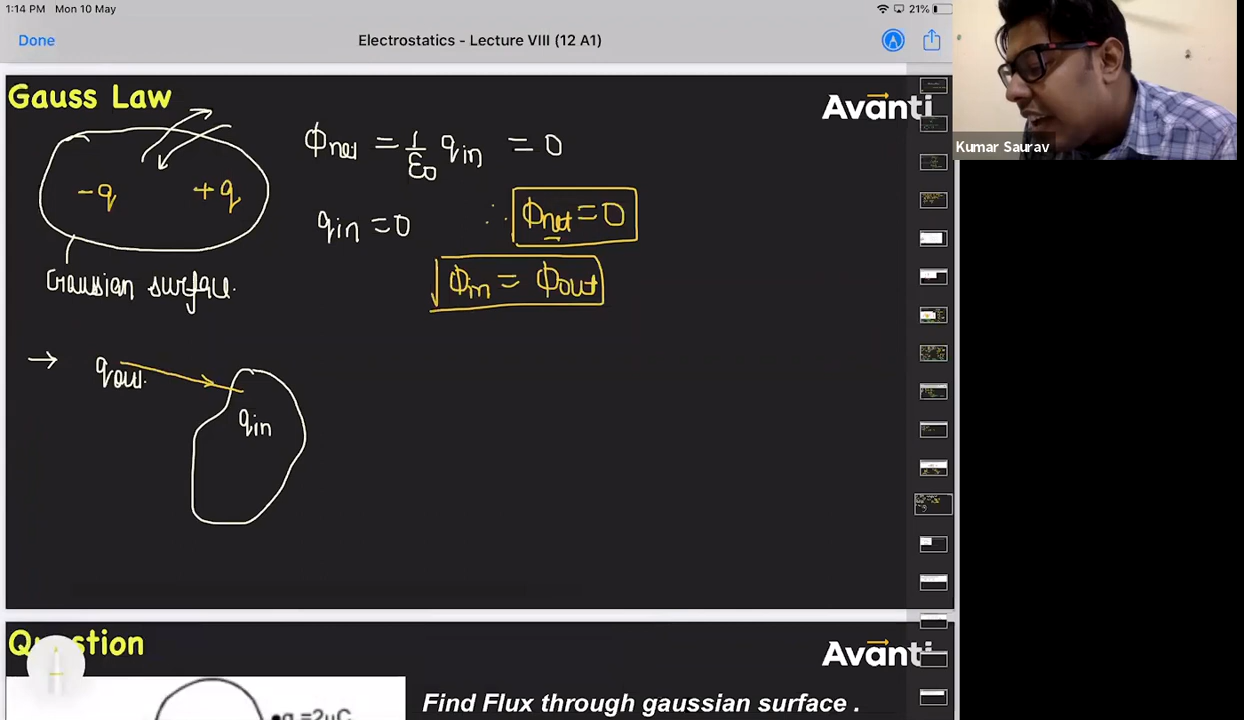 1:14 PM Mon 10 May
21%
Done
Electrostatics - Lecture VIII (12 A1)
Gauss Law
Avanti
Kumar Saurav
-q +q
Φnet = 1/ε0 qin = 0
qin = 0
∴ Φnet = 0
Φin = Φout
Gaussian surface.
→ qout
qin
Question
Avanti
Find Flux through gaussian surface .
q =2μC